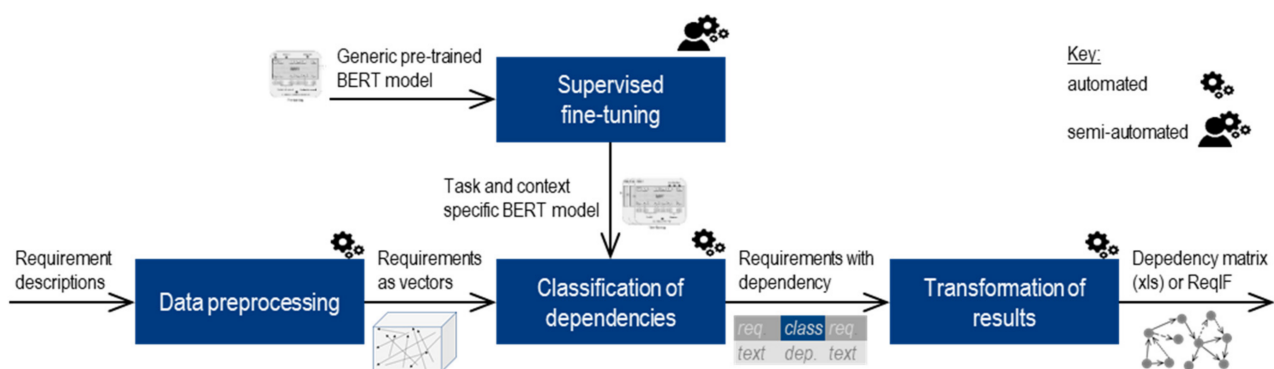 Generic pre-trained
BERT model
Supervised
fine-tuning
Key:
automated
semi-automated
Task and context
specific BERT model
Requirement
descriptions
Data preprocessing
Requirements
as vectors
Classification of
dependencies
Requirements with
dependency
req class req
text dep. text
Transformation of
results
Depedency matrix
(xls) or ReqIF